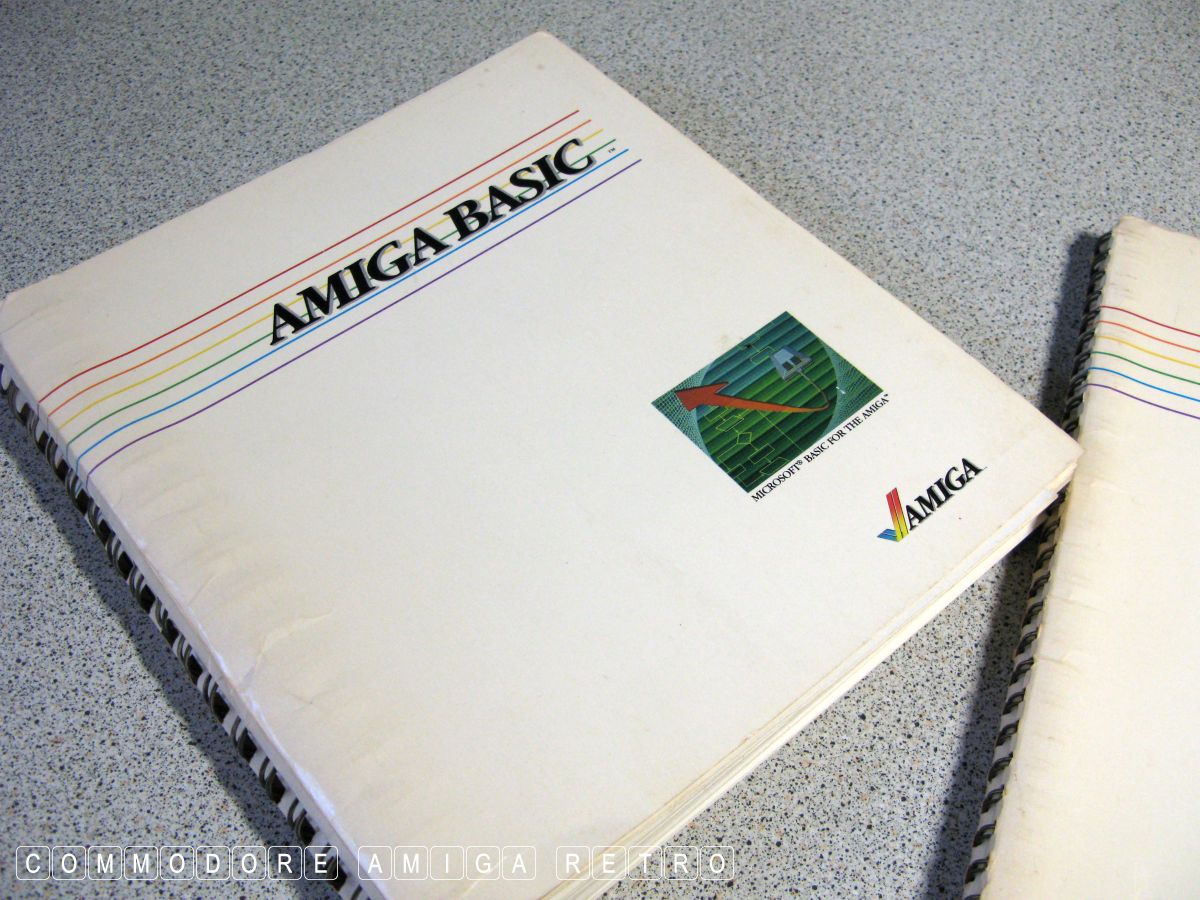 AMIGA BASIC™
MICROSOFT® BASIC FOR THE AMIGA™
AMIGA
COMMODORE AMIGA RETRO